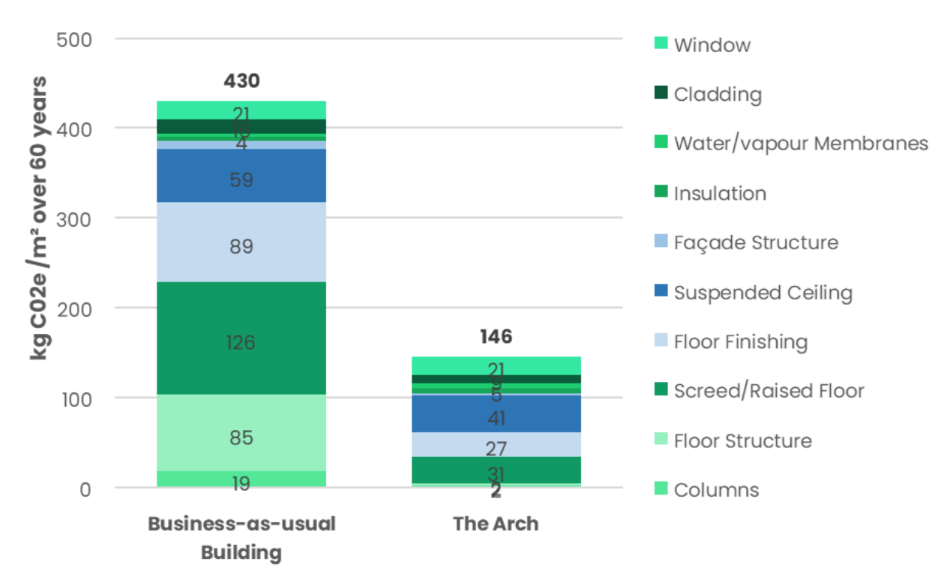 500
400
300
200
100
0
kg C02e /m² over 60 years
430
21
4
59
89
126
85
19
146
21
5
41
27
31
2
Business-as-usual
Building
The Arch
Window
Cladding
Water/vapour Membranes
Insulation
Façade Structure
Suspended Ceiling
Floor Finishing
Screed/Raised Floor
Floor Structure
Columns